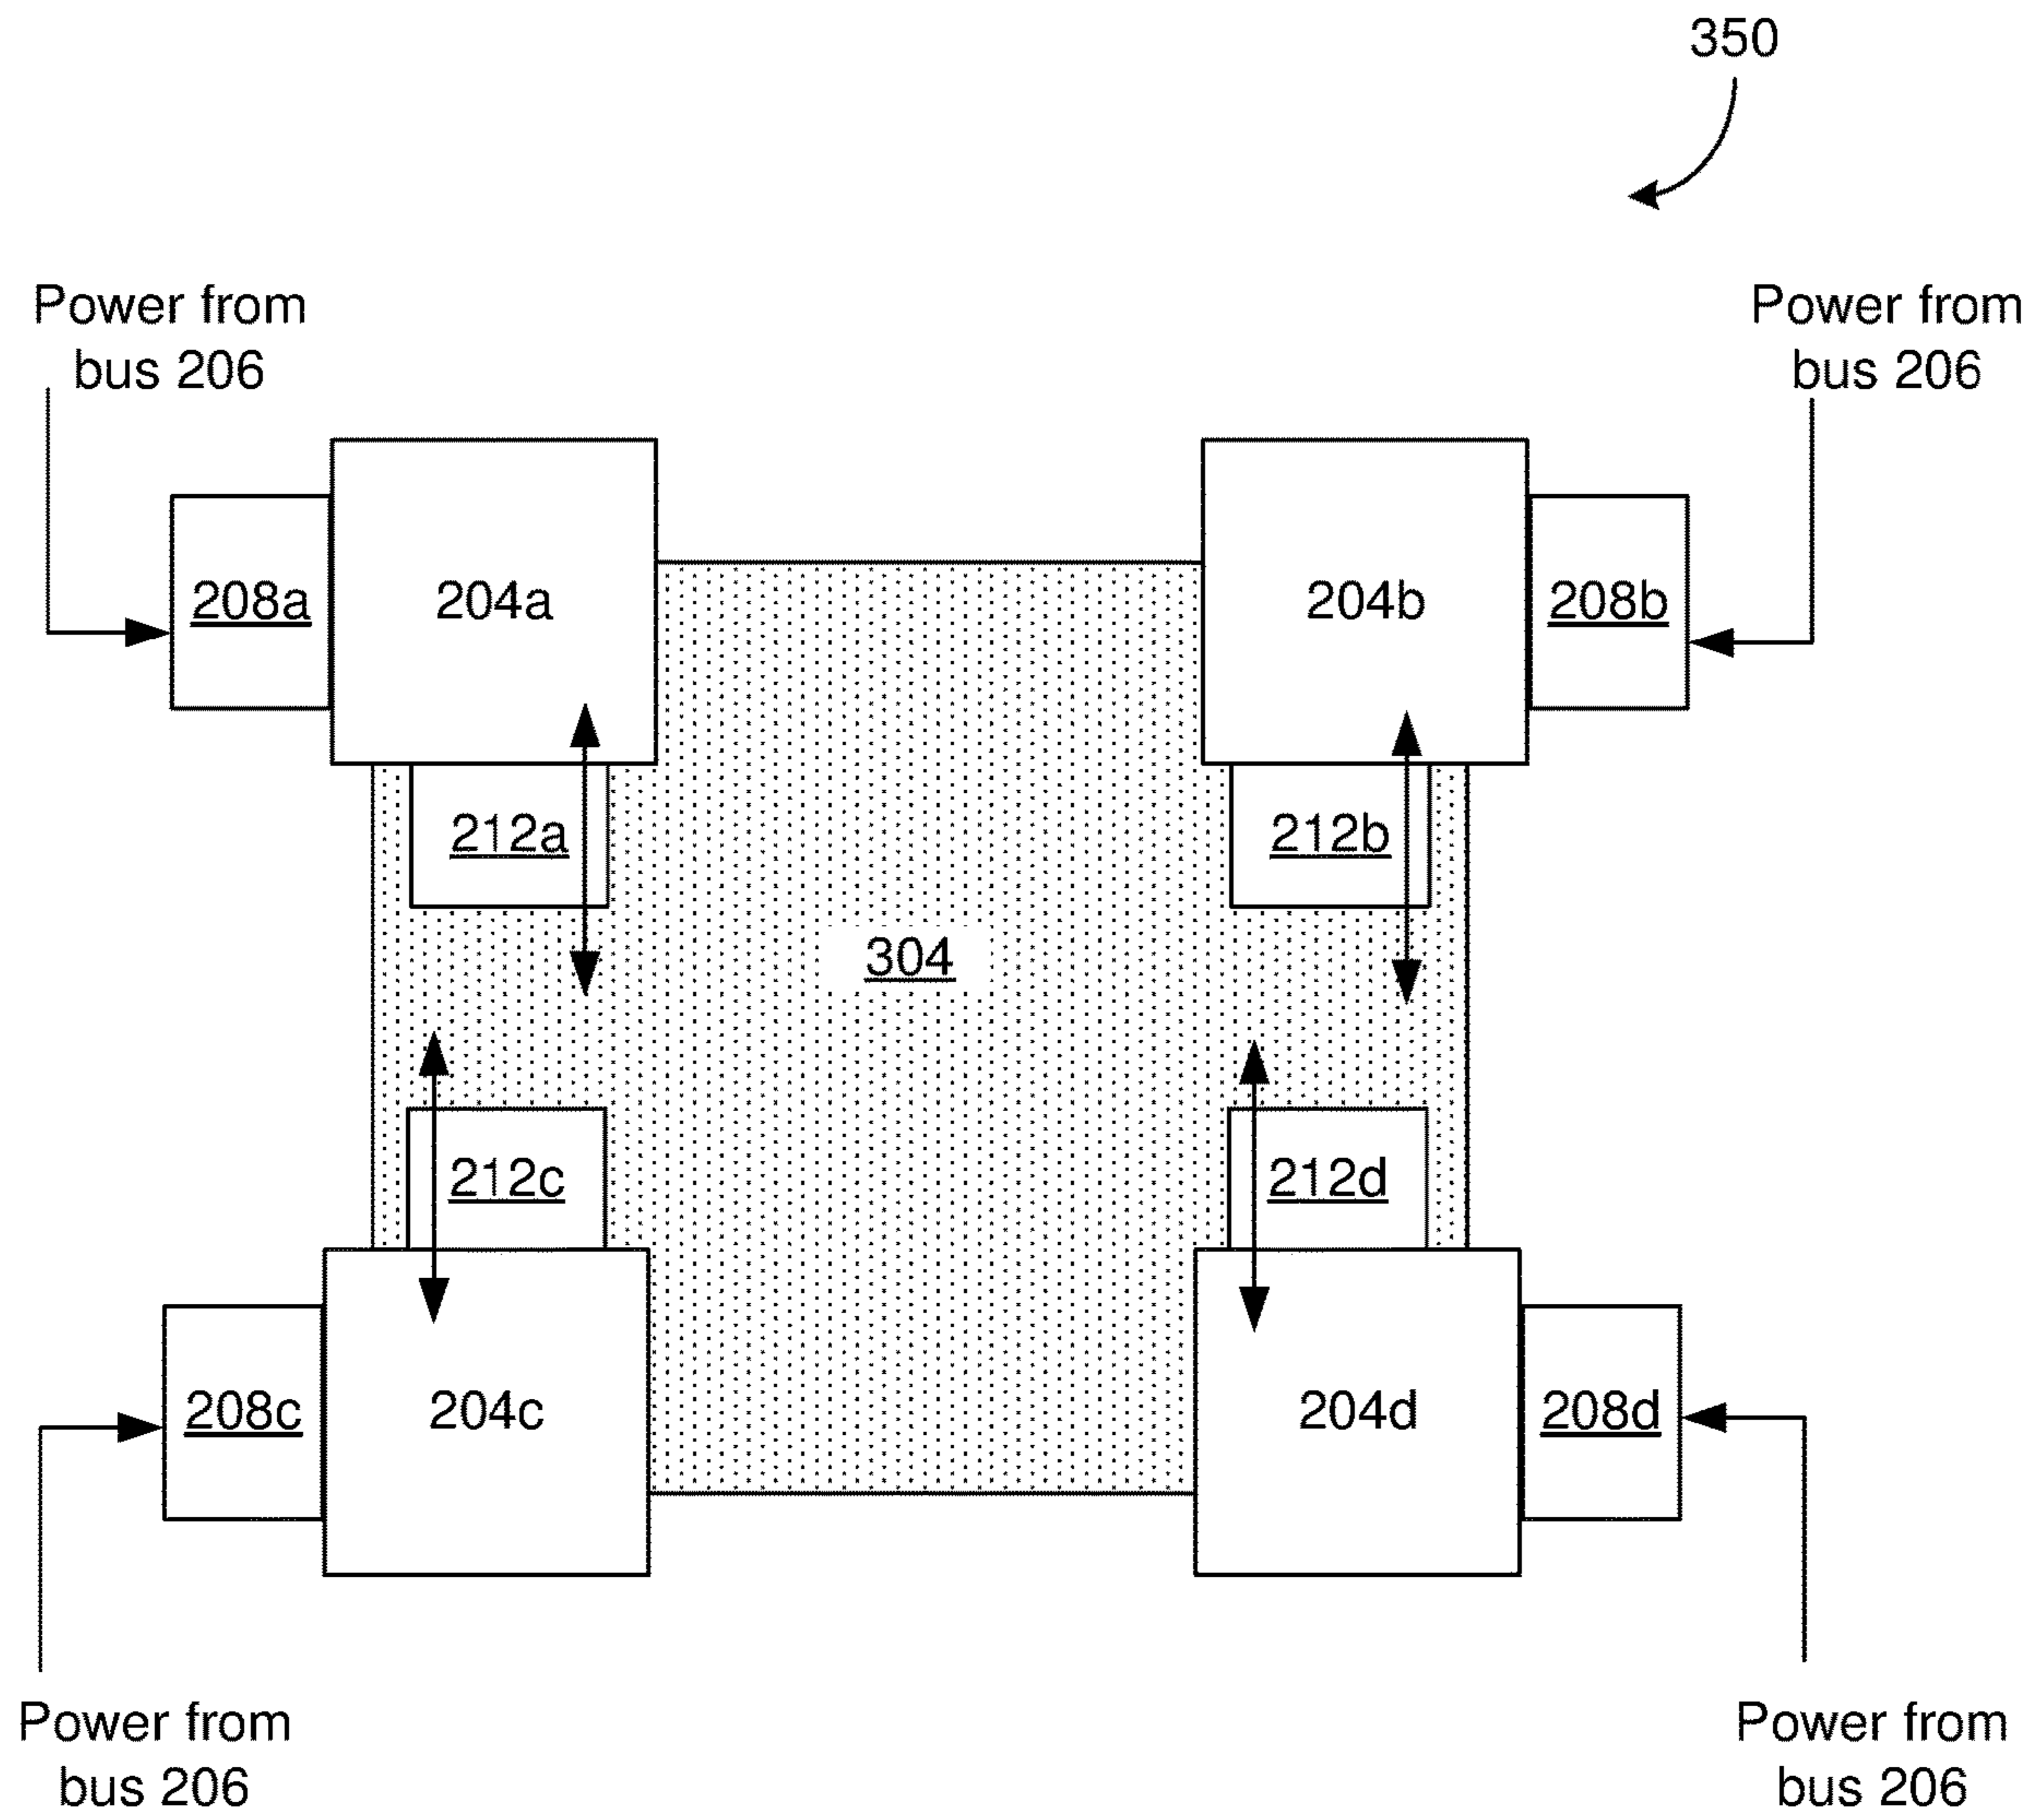 350
Power from
bus 206
Power from
bus 206
208a
204a
204b
208b
212a
212b
304
212c
212d
208c
204c
204d
208d
Power from
bus 206
Power from
bus 206